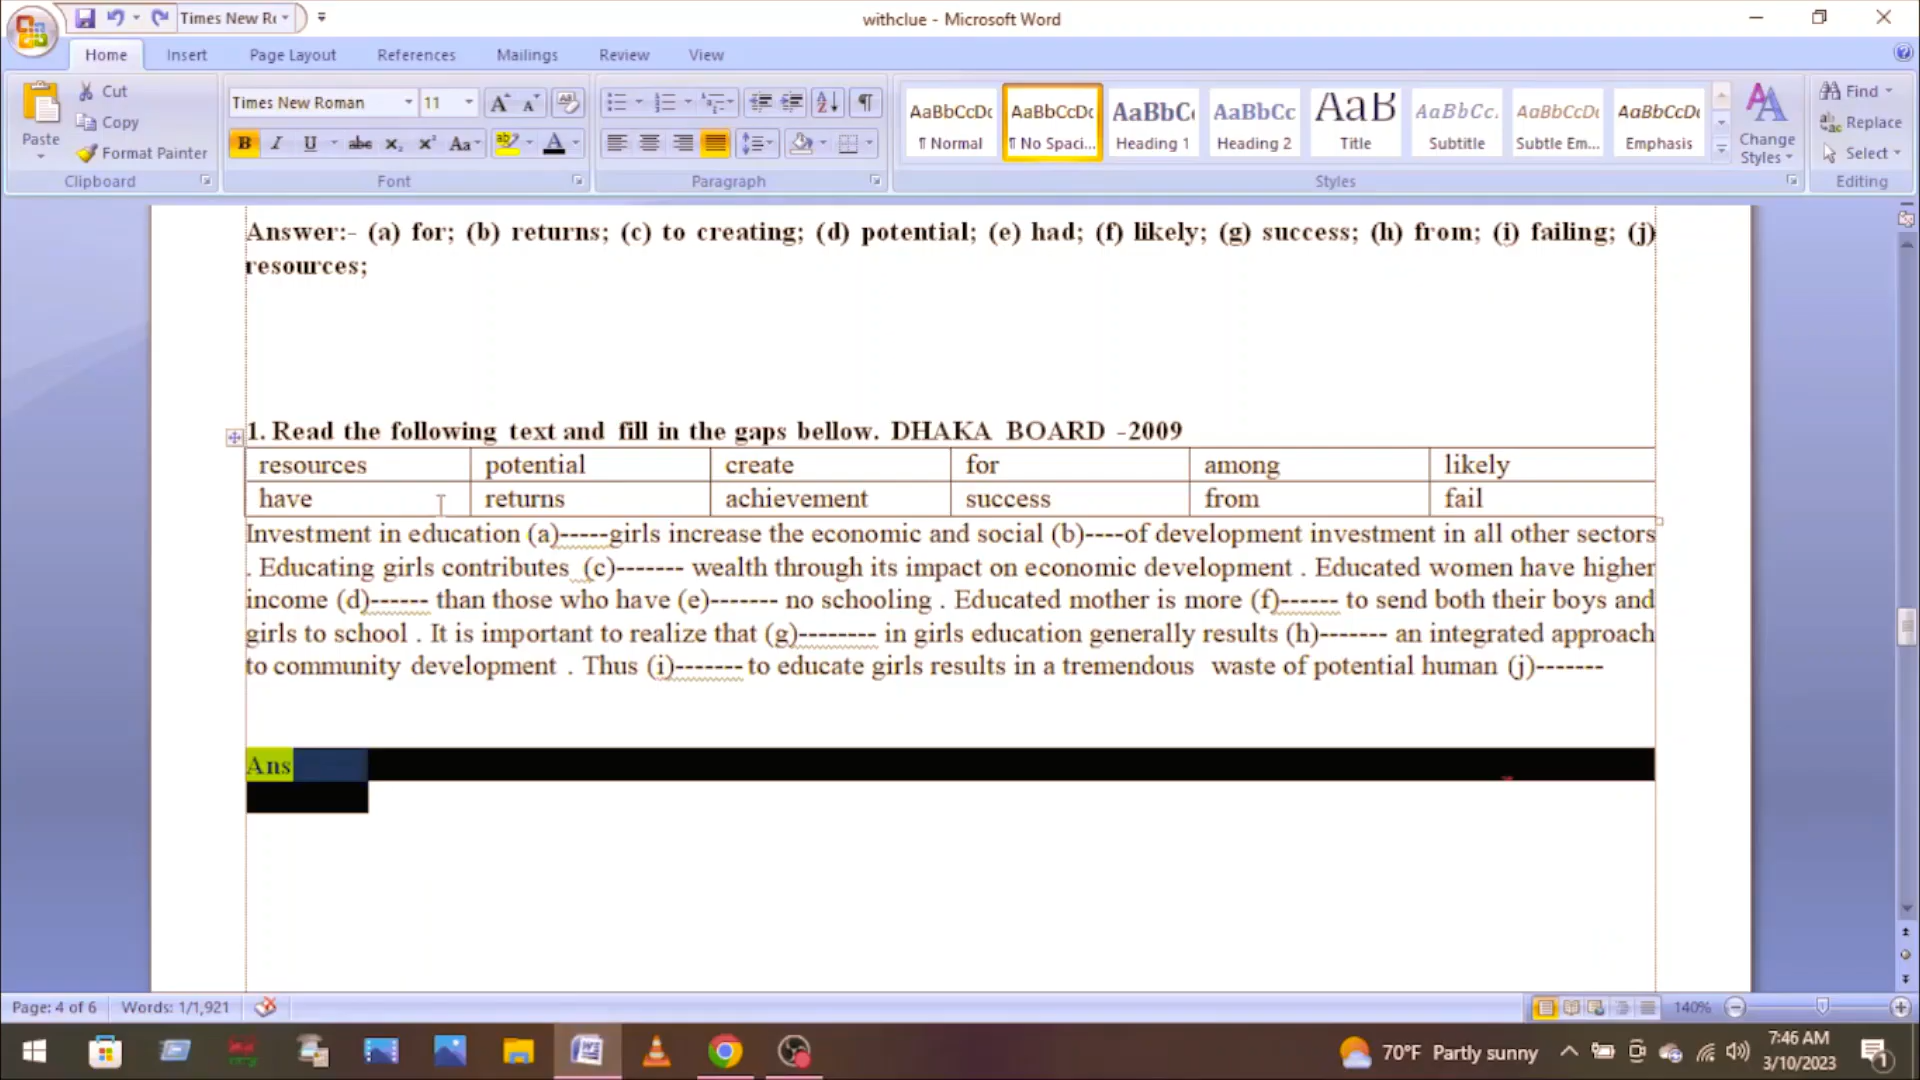 Times New Ro
withclue - Microsoft Word
Home Insert Page Layout References Mailings Review View
Paste
Cut
Copy
Format Painter
Clipboard
Times New Roman 11
B I U abc x₂ x² Aa ab A
Font
Paragraph
AaBbCcDc AaBbCcDc AaBbC AaBbCc AaB AaBbCc. AaBbCcDc AaBbCcDc
¶ Normal ¶ No Spaci... Heading 1 Heading 2 Title Subtitle Subtle Em... Emphasis
Change Styles
Styles
Find
Replace
Select
Editing
Answer:- (a) for; (b) returns; (c) to creating; (d) potential; (e) had; (f) likely; (g) success; (h) from; (i) failing; (j)
resources;
1. Read the following text and fill in the gaps bellow. DHAKA BOARD -2009
resources potential create for among likely
have returns achievement success from fail
Investment in education (a)-----girls increase the economic and social (b)----of development investment in all other sectors
. Educating girls contributes (c)------- wealth through its impact on economic development . Educated women have higher
income (d)------ than those who have (e)------- no schooling . Educated mother is more (f)------ to send both their boys and
girls to school . It is important to realize that (g)-------- in girls education generally results (h)------- an integrated approach
to community development . Thus (i)------- to educate girls results in a tremendous waste of potential human (j)-------
Ans
Page: 4 of 6 Words: 1/1,921 140%
70°F Partly sunny
7:46 AM
3/10/2023
1